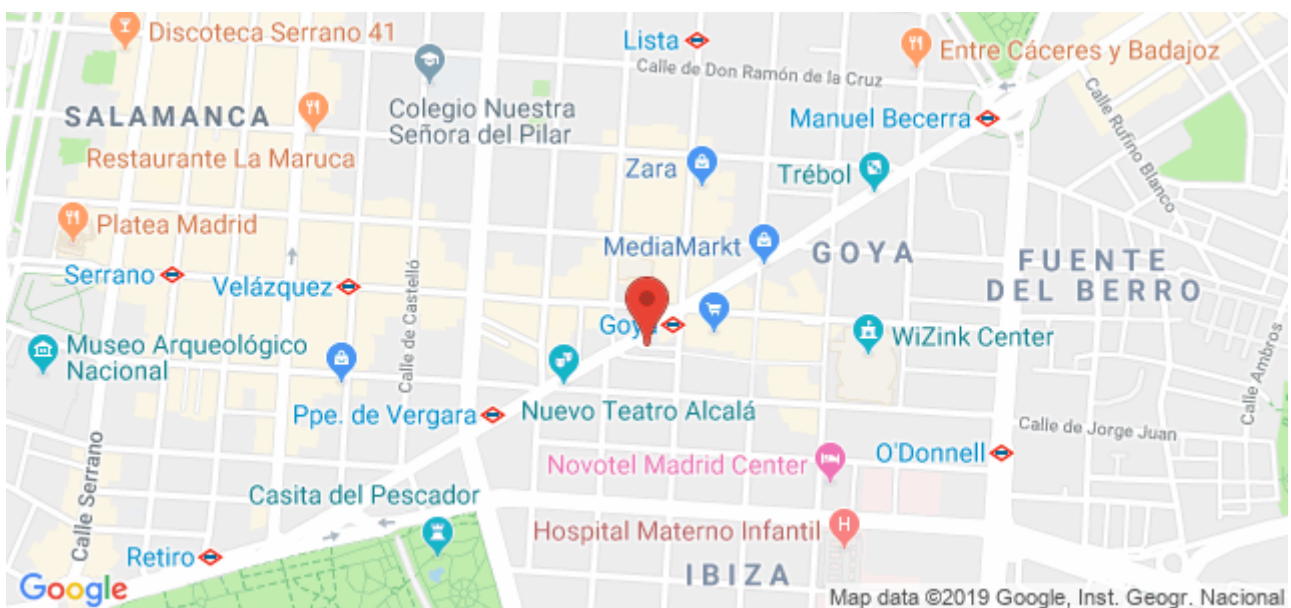 Discoteca Serrano 41
Lista
Entre Cáceres y Badajoz
Calle de Don Ramón de la Cruz
SALAMANCA
Colegio Nuestra
Señora del Pilar
Manuel Becerra
Calle Rufino Blanco
Restaurante La Maruca
Zara
Trébol
Platea Madrid
MediaMarkt
GOYA
FUENTE
DEL BERRO
Serrano
Velázquez
Calle de Castelló
Goya
WiZink Center
Museo Arqueológico
Nacional
Calle Ambros
Ppe. de Vergara
Nuevo Teatro Alcalá
Calle de Jorge Juan
O'Donnell
Novotel Madrid Center
Calle Serrano
Casita del Pescador
Hospital Materno Infantil
H
Retiro
IBIZA
Google
Map data ©2019 Google, Inst. Geogr. Nacional